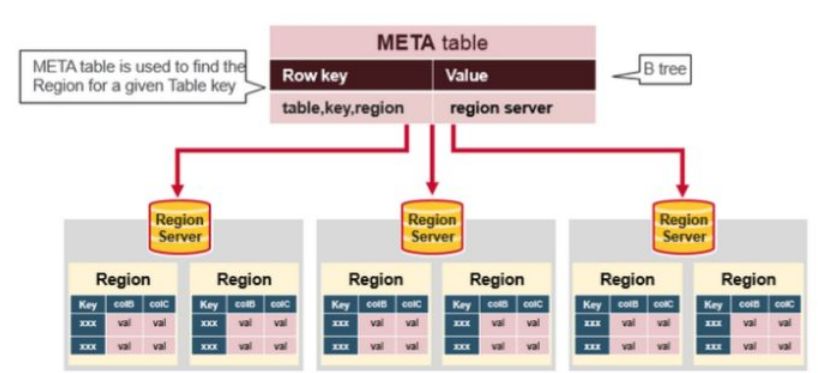 META table
META table is used to find the
Region for a given Table key
Row key Value
B tree
table,key,region region server
Region
Server
Region
Server
Region
Server
Region Region Region Region Region Region
Key colB colC Key colB colC Key colB colC Key colB colC Key colB colC Key colB colC
xxx val val xxx val val xxx val val xxx val val xxx val val xxx val val
xxx val val xxx val val xxx val val xxx val val xxx val val xxx val val